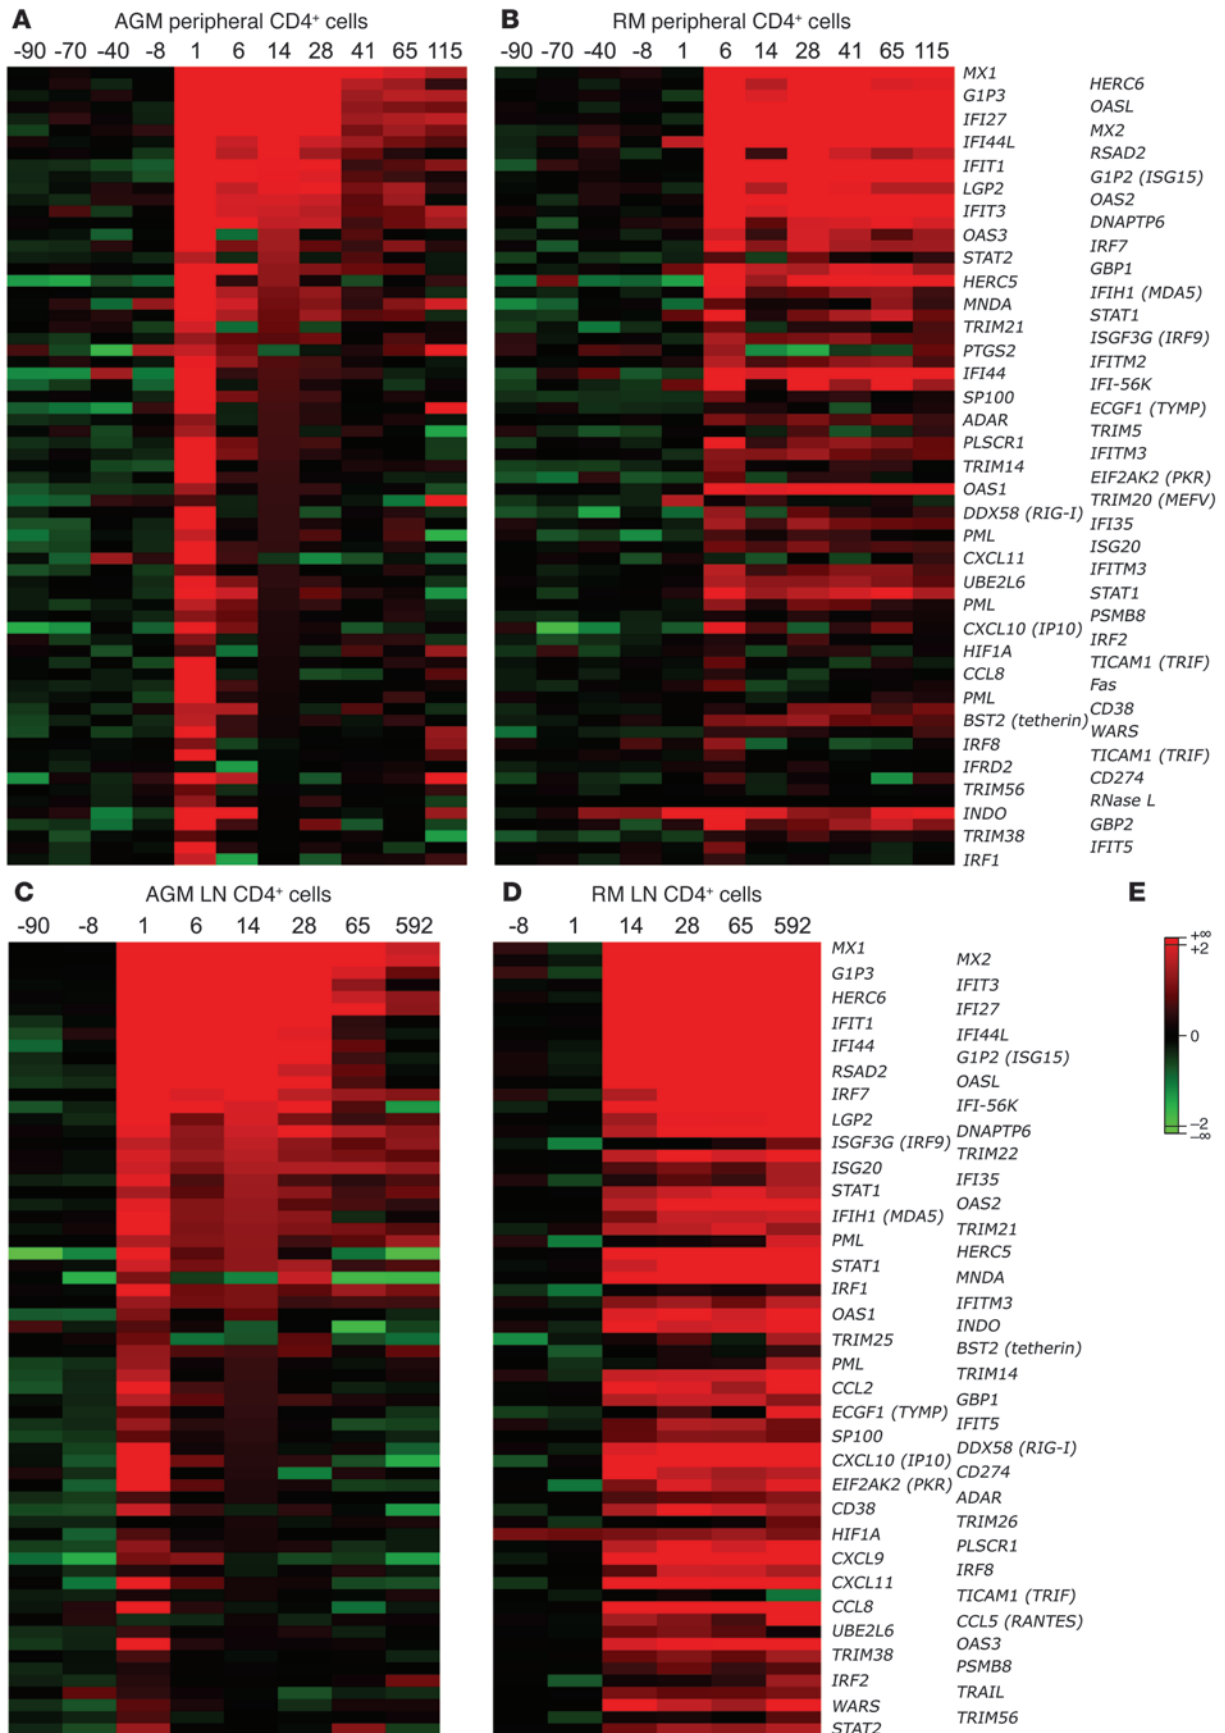 A AGM peripheral CD4+ cells
-90 -70 -40 -8 1 6 14 28 41 65 115
B RM peripheral CD4+ cells
-90 -70 -40 -8 1 6 14 28 41 65 115
MX1
HERC6
G1P3
OASL
IFI27
MX2
IFI44L
RSAD2
IFIT1
G1P2 (ISG15)
LGP2
OAS2
IFIT3
DNAPTP6
OAS3
IRF7
STAT2
GBP1
HERC5
IFIH1 (MDA5)
MNDA
STAT1
TRIM21
ISGF3G (IRF9)
PTGS2
IFITM2
IFI44
IFI-56K
SP100
ECGF1 (TYMP)
ADAR
TRIM5
PLSCR1
IFITM3
TRIM14
EIF2AK2 (PKR)
OAS1
TRIM20 (MEFV)
DDX58 (RIG-I)
IFI35
PML
ISG20
CXCL11
IFITM3
UBE2L6
STAT1
PML
PSMB8
CXCL10 (IP10)
IRF2
HIF1A
TICAM1 (TRIF)
CCL8
Fas
PML
CD38
BST2 (tetherin)
WARS
IRF8
TICAM1 (TRIF)
IFRD2
CD274
TRIM56
RNase L
INDO
GBP2
TRIM38
IFIT5
IRF1
C AGM LN CD4+ cells
-90 -8 1 6 14 28 65 592
D RM LN CD4+ cells
-8 1 14 28 65 592
MX1
MX2
G1P3
IFIT3
HERC6
IFI27
IFIT1
IFI44L
IFI44
G1P2 (ISG15)
RSAD2
OASL
IRF7
IFI-56K
LGP2
DNAPTP6
ISGF3G (IRF9)
TRIM22
ISG20
IFI35
STAT1
OAS2
IFIH1 (MDA5)
TRIM21
PML
HERC5
STAT1
MNDA
IRF1
IFITM3
OAS1
INDO
TRIM25
BST2 (tetherin)
PML
TRIM14
CCL2
GBP1
ECGF1 (TYMP)
IFIT5
SP100
DDX58 (RIG-I)
CXCL10 (IP10)
CD274
EIF2AK2 (PKR)
ADAR
CD38
TRIM26
HIF1A
PLSCR1
CXCL9
IRF8
CXCL11
TICAM1 (TRIF)
CCL8
CCL5 (RANTES)
UBE2L6
OAS3
TRIM38
PSMB8
IRF2
TRAIL
WARS
TRIM56
STAT2
E
+∞
+2
0
−2
−∞